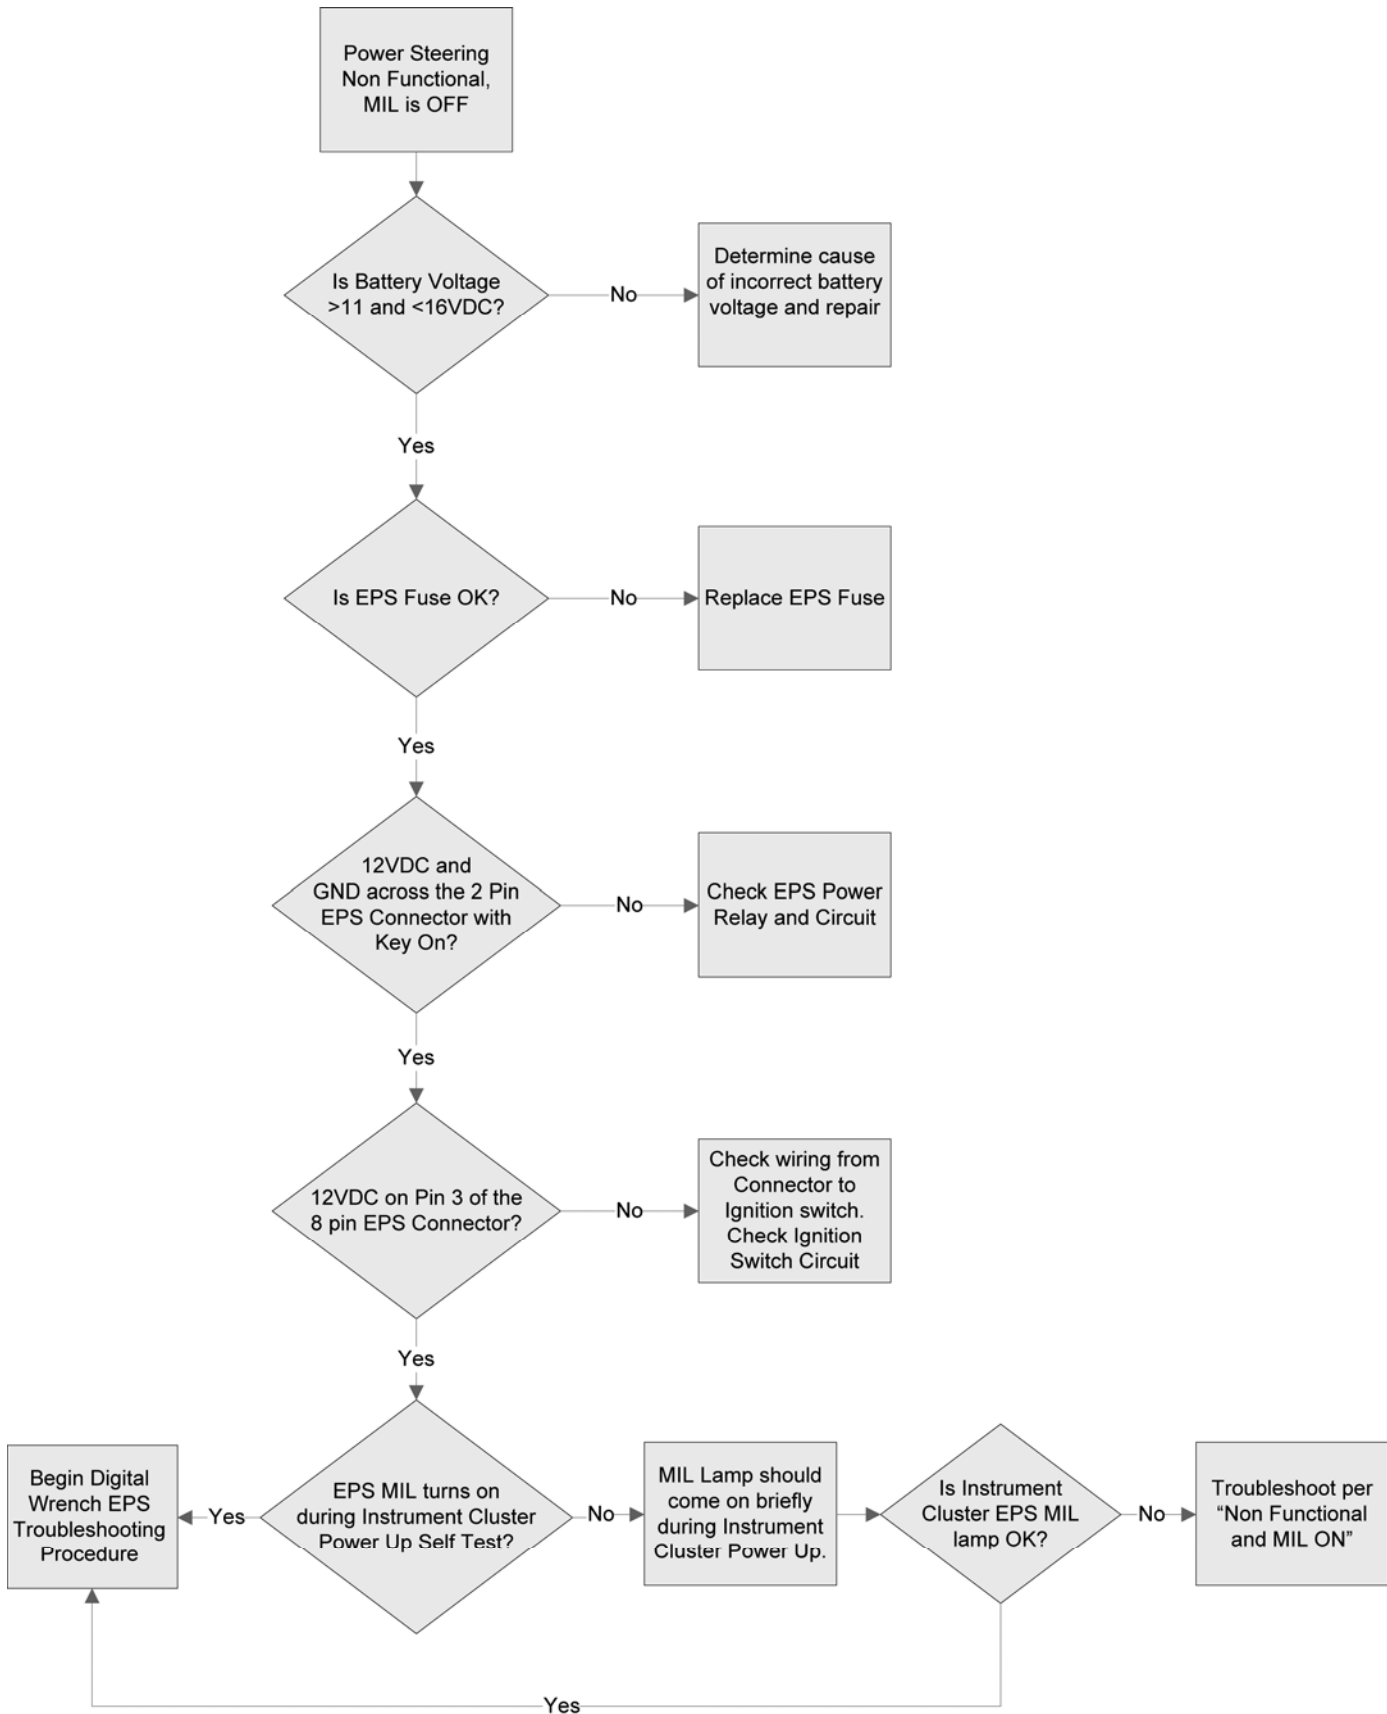 Power Steering
Non Functional,
MIL is OFF
Is Battery Voltage
>11 and <16VDC?
No
Determine cause
of incorrect battery
voltage and repair
Yes
Is EPS Fuse OK?
No
Replace EPS Fuse
Yes
12VDC and
GND across the 2 Pin
EPS Connector with
Key On?
No
Check EPS Power
Relay and Circuit
Yes
12VDC on Pin 3 of the
8 pin EPS Connector?
No
Check wiring from
Connector to
Ignition switch.
Check Ignition
Switch Circuit
Yes
Begin Digital
Wrench EPS
Troubleshooting
Procedure
Yes
EPS MIL turns on
during Instrument Cluster
Power Up Self Test?
No
MIL Lamp should
come on briefly
during Instrument
Cluster Power Up.
Is Instrument
Cluster EPS MIL
lamp OK?
No
Troubleshoot per
“Non Functional
and MIL ON”
Yes